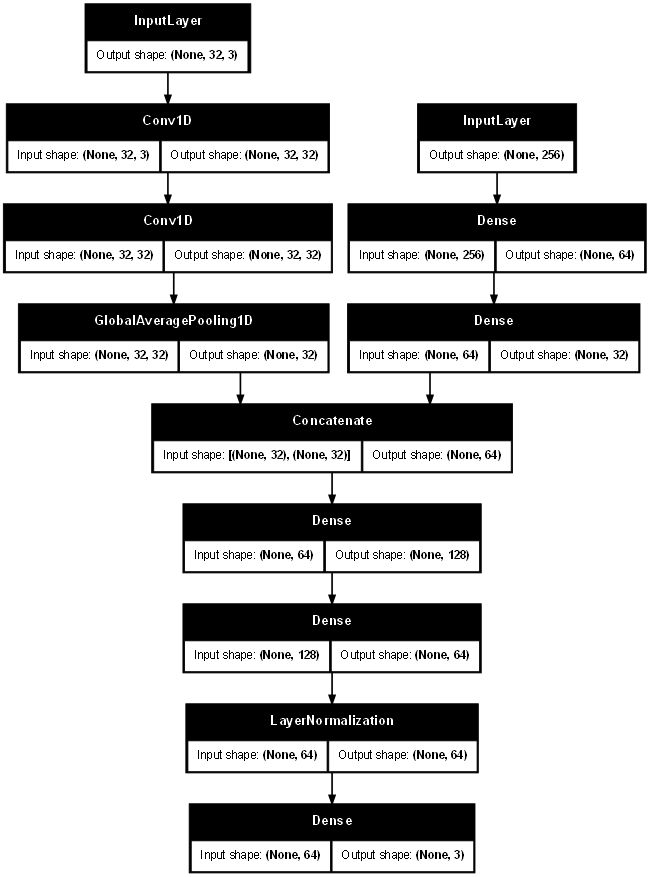 InputLayer
Output shape: (None, 32, 3)
Conv1D
Input shape: (None, 32, 3) Output shape: (None, 32, 32)
InputLayer
Output shape: (None, 256)
Conv1D
Input shape: (None, 32, 32) Output shape: (None, 32, 32)
Dense
Input shape: (None, 256) Output shape: (None, 64)
GlobalAveragePooling1D
Input shape: (None, 32, 32) Output shape: (None, 32)
Dense
Input shape: (None, 64) Output shape: (None, 32)
Concatenate
Input shape: [(None, 32), (None, 32)] Output shape: (None, 64)
Dense
Input shape: (None, 64) Output shape: (None, 128)
Dense
Input shape: (None, 128) Output shape: (None, 64)
LayerNormalization
Input shape: (None, 64) Output shape: (None, 64)
Dense
Input shape: (None, 64) Output shape: (None, 3)